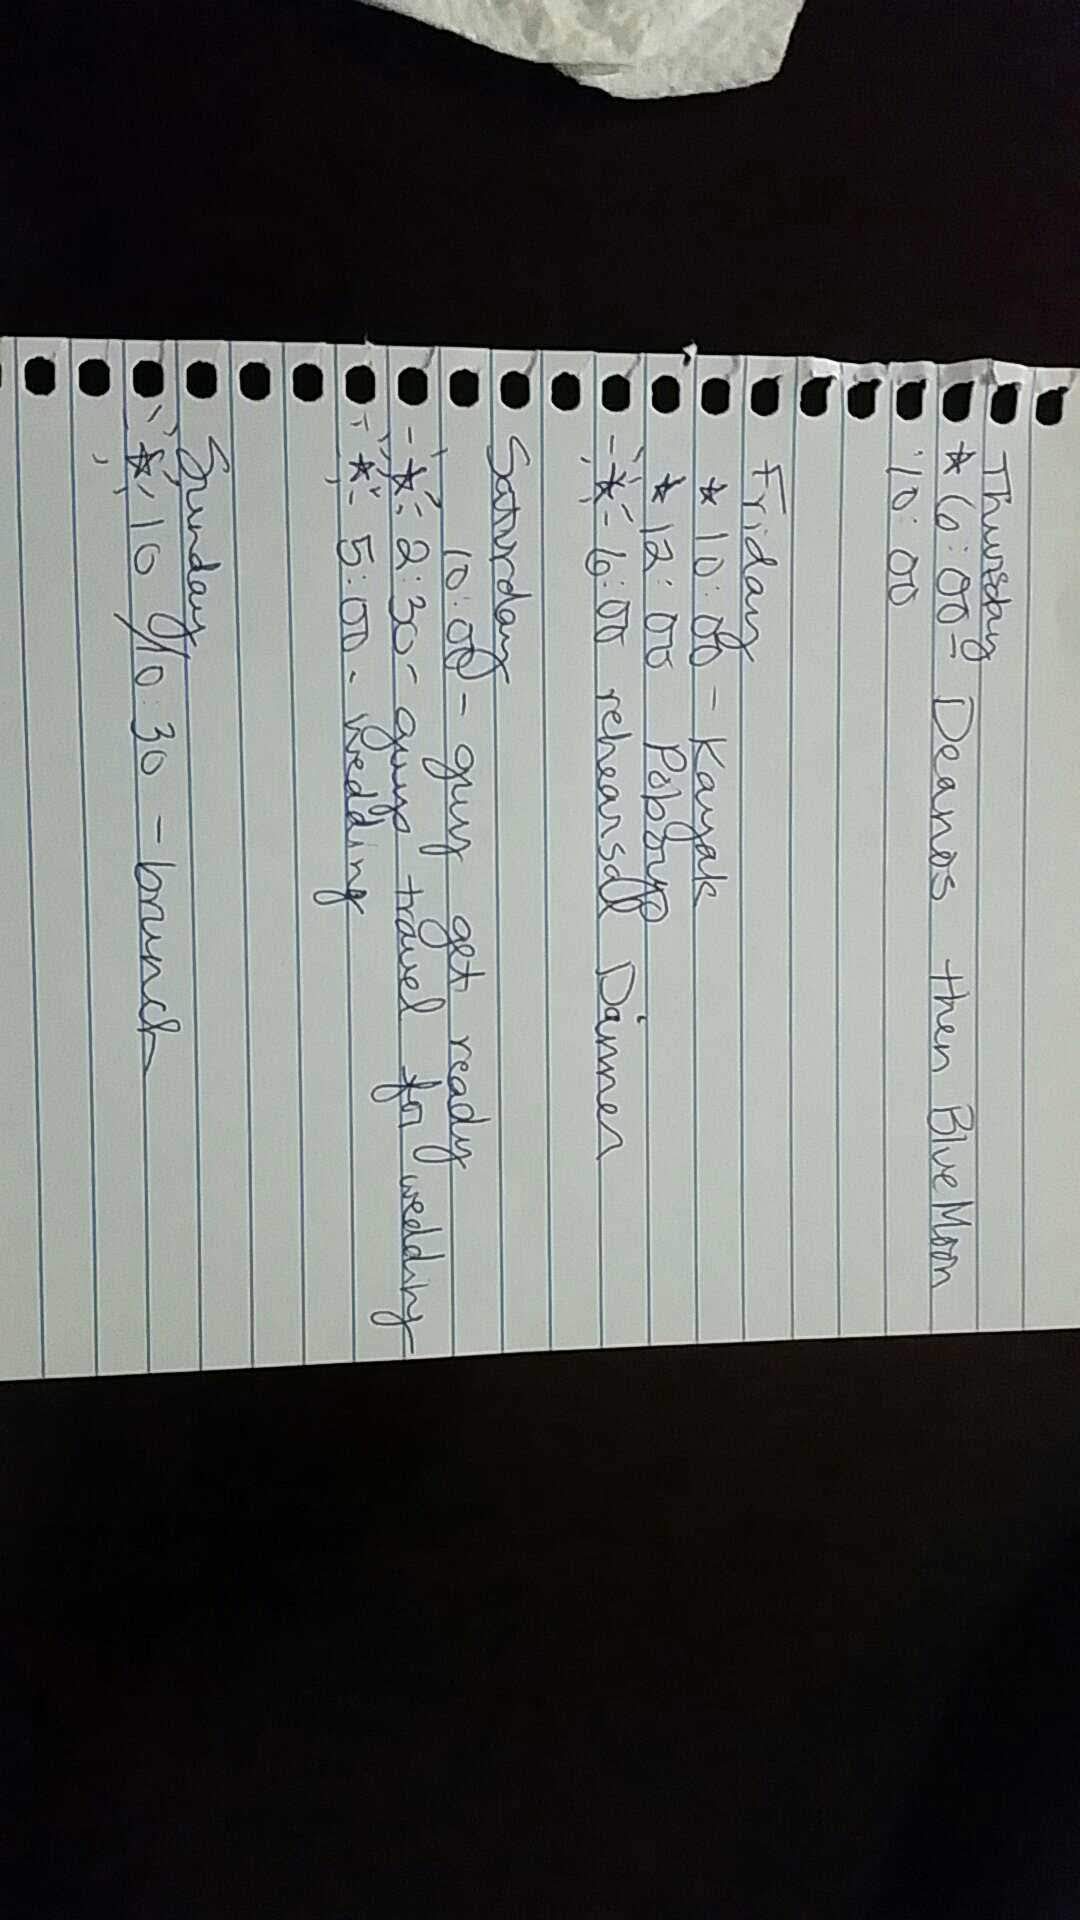 Thursday
★ 6:00- Deanos then Blue Moon
10:00
Friday
★ 10:00 - Kayak
★ 12:00 Poboys
-★- 6:00 rehearsal Dinner
Saturday
10:00 - guys get ready
-★- 2:30- guys travel for wedding
★- 5:00 - Wedding
Sunday
★- 10/10:30 - brunch